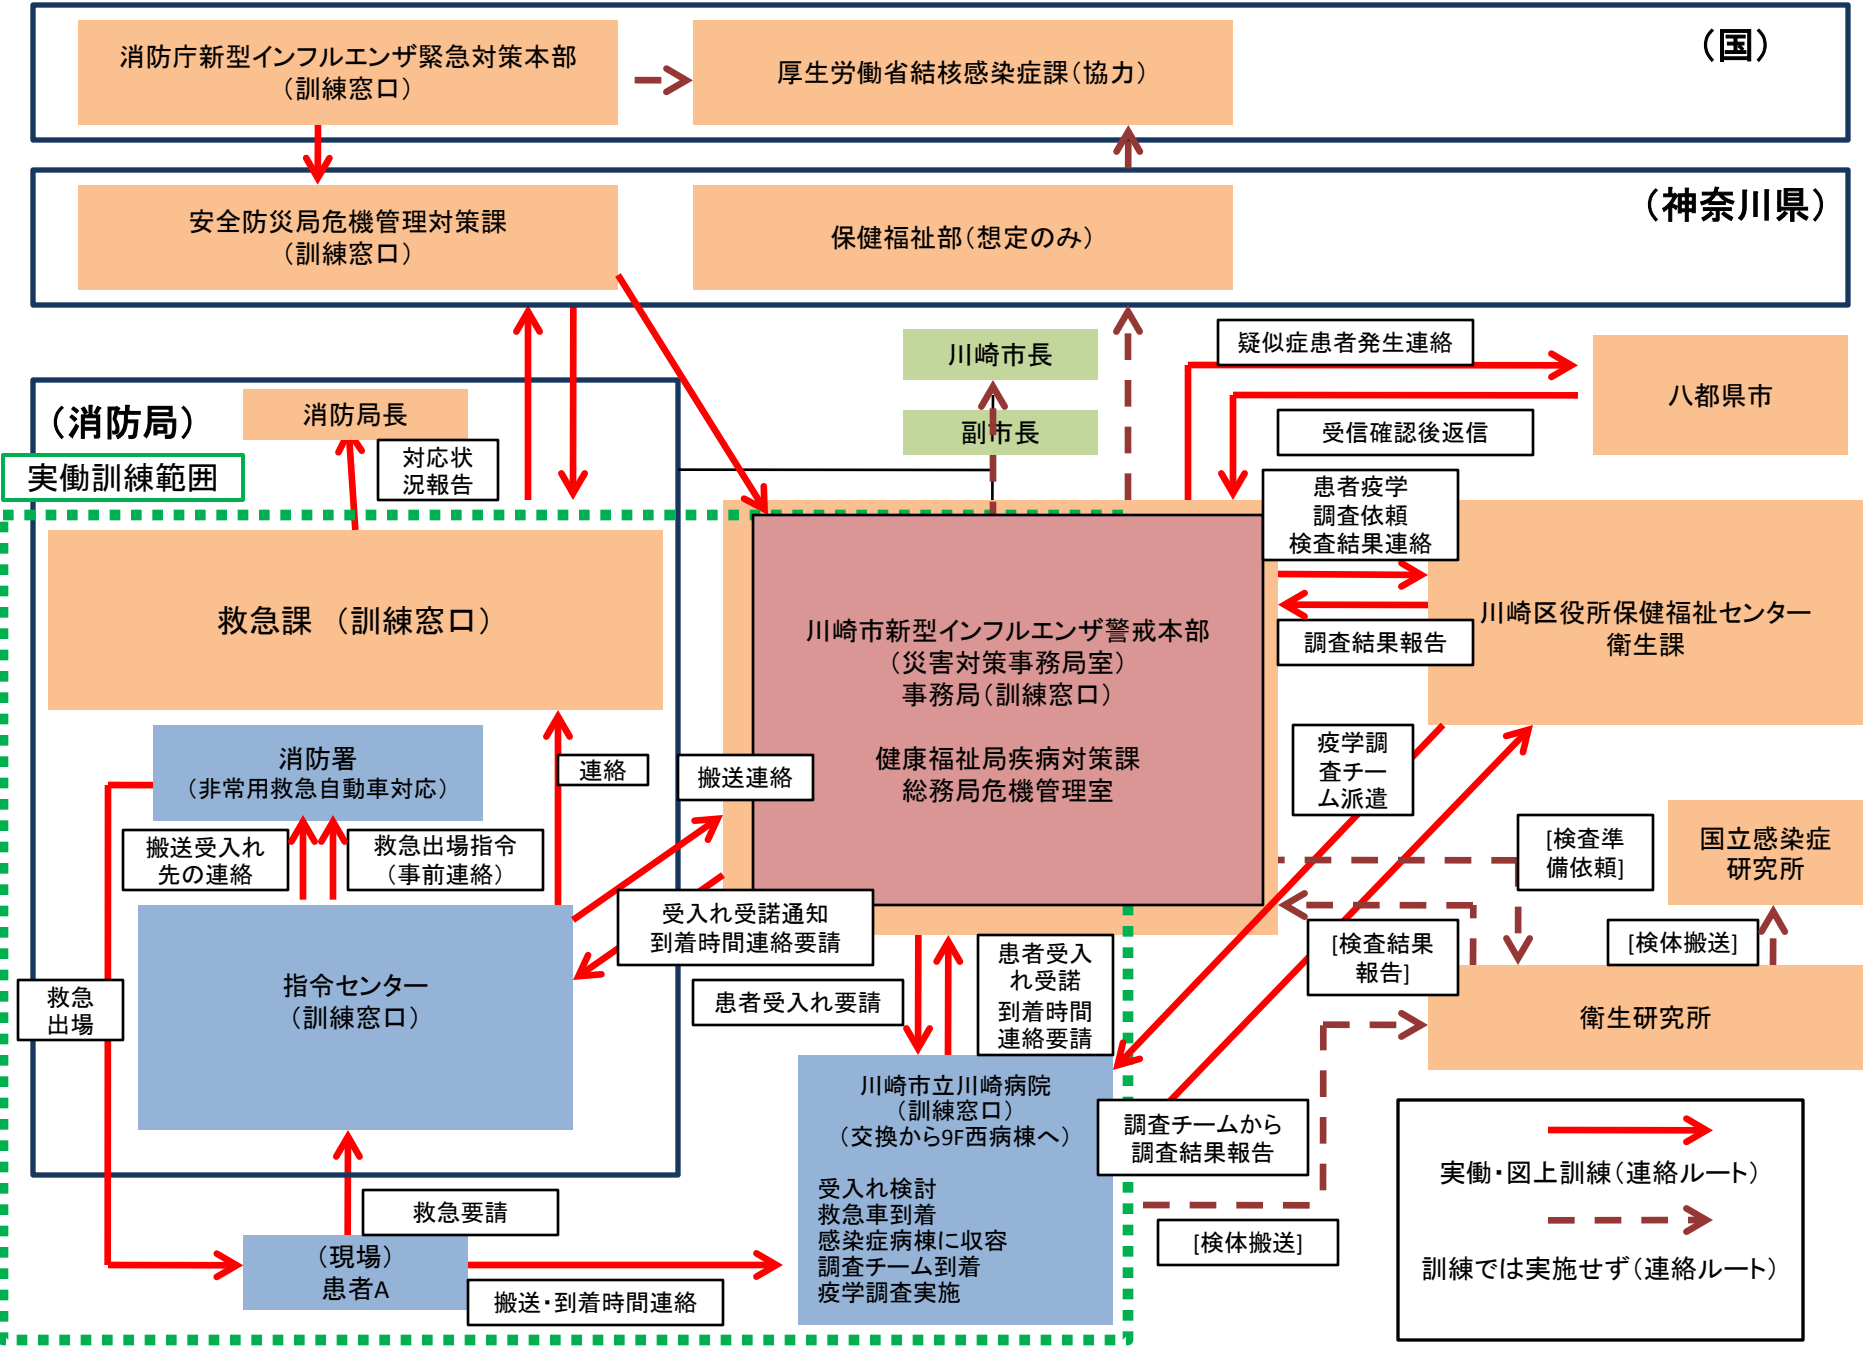 (国)
消防庁新型インフルエンザ緊急対策本部
(訓練窓口)
厚生労働省結核感染症課(協力)
(神奈川県)
安全防災局危機管理対策課
(訓練窓口)
保健福祉部(想定のみ)
川崎市長
副市長
疑似症患者発生連絡
八都県市
受信確認後返信
(消防局)
消防局長
対応状
況報告
実働訓練範囲
救急課 (訓練窓口)
川崎市新型インフルエンザ警戒本部
(災害対策事務局室)
事務局(訓練窓口)
健康福祉局疾病対策課
総務局危機管理室
患者疫学
調査依頼
検査結果連絡
調査結果報告
川崎区役所保健福祉センター
衛生課
消防署
(非常用救急自動車対応)
連絡
搬送連絡
疫学調
査チー
ム派遣
搬送受入れ
先の連絡
救急出場指令
(事前連絡)
[検査準
備依頼]
国立感染症
研究所
受入れ受諾通知
到着時間連絡要請
患者受入れ要請
患者受入
れ受諾
到着時間
連絡要請
[検査結果
報告]
[検体搬送]
衛生研究所
指令センター
(訓練窓口)
救急
出場
川崎市立川崎病院
(訓練窓口)
(交換から9F西病棟へ)
受入れ検討
救急車到着
感染症病棟に収容
調査チーム到着
疫学調査実施
調査チームから
調査結果報告
[検体搬送]
救急要請
(現場)
患者A
搬送・到着時間連絡
実働・図上訓練(連絡ルート)
訓練では実施せず(連絡ルート)